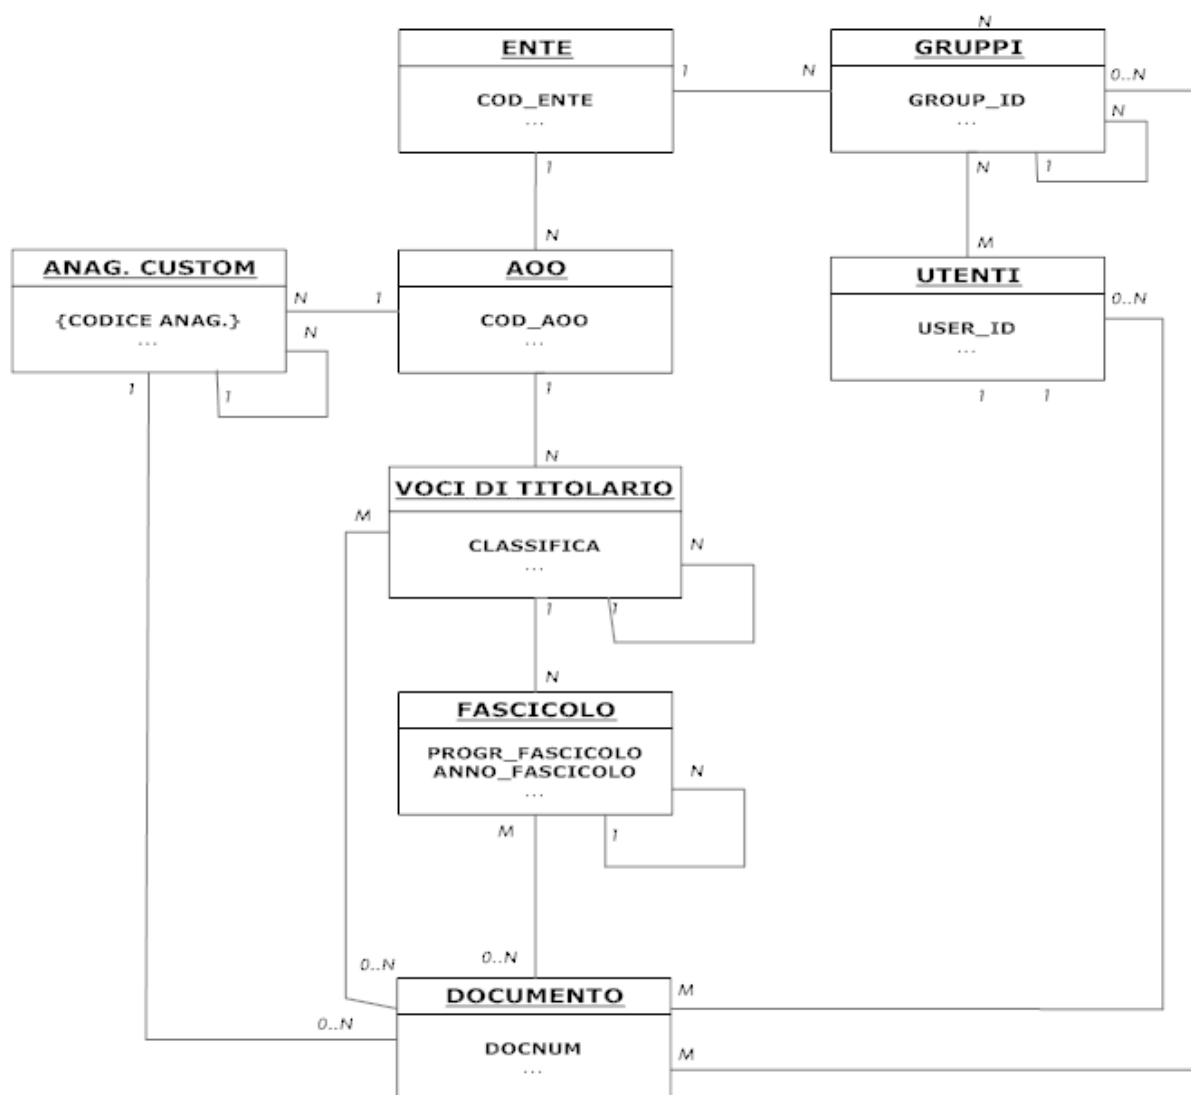 N
ENTE
GRUPPI
1
N
0..N
COD_ENTE
...
GROUP_ID
...
N
1
N
1
N
M
ANAG. CUSTOM
AOO
UTENTI
N
1
0..N
{CODICE ANAG.}
...
N
COD_AOO
...
USER_ID
...
1
1
1
1
1
N
VOCI DI TITOLARIO
M
CLASSIFICA
...
N
1
1
N
FASCICOLO
PROGR_FASCICOLO
ANNO_FASCICOLO
...
N
M
1
0..N
0..N
DOCUMENTO
M
0..N
DOCNUM
...
M